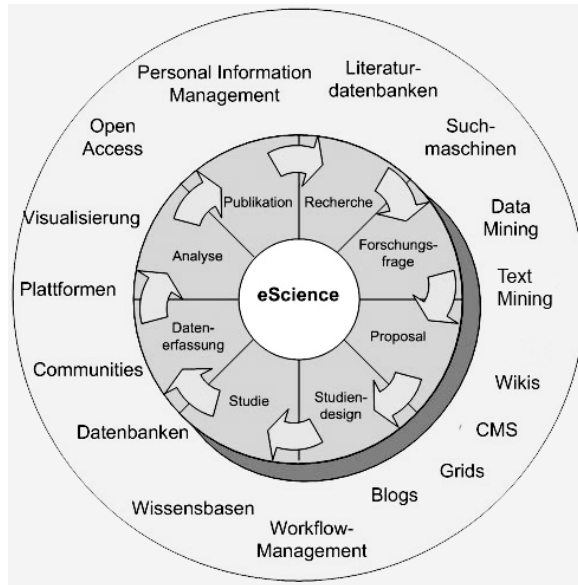 Personal Information
Management
Literatur-
datenbanken
Such-
maschinen
Data
Mining
Text
Mining
Wikis
CMS
Grids
Blogs
Workflow-
Management
Wissensbasen
Datenbanken
Communities
Plattformen
Visualisierung
Open
Access
Publikation
Recherche
Forschungs-
frage
Proposal
Studien-
design
Studie
Daten-
erfassung
Analyse
eScience